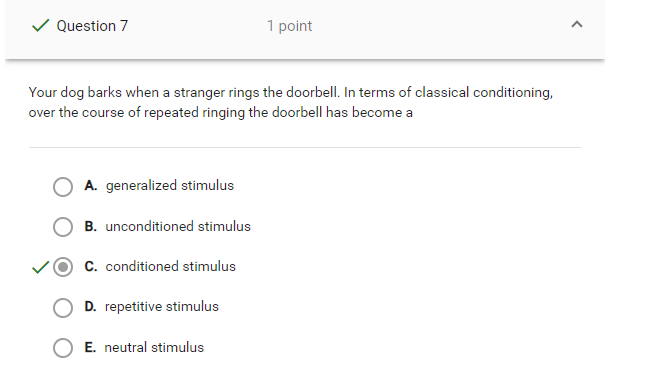 Question 7 1 point
Your dog barks when a stranger rings the doorbell. In terms of classical conditioning,
over the course of repeated ringing the doorbell has become a
A. generalized stimulus
B. unconditioned stimulus
C. conditioned stimulus
D. repetitive stimulus
E. neutral stimulus